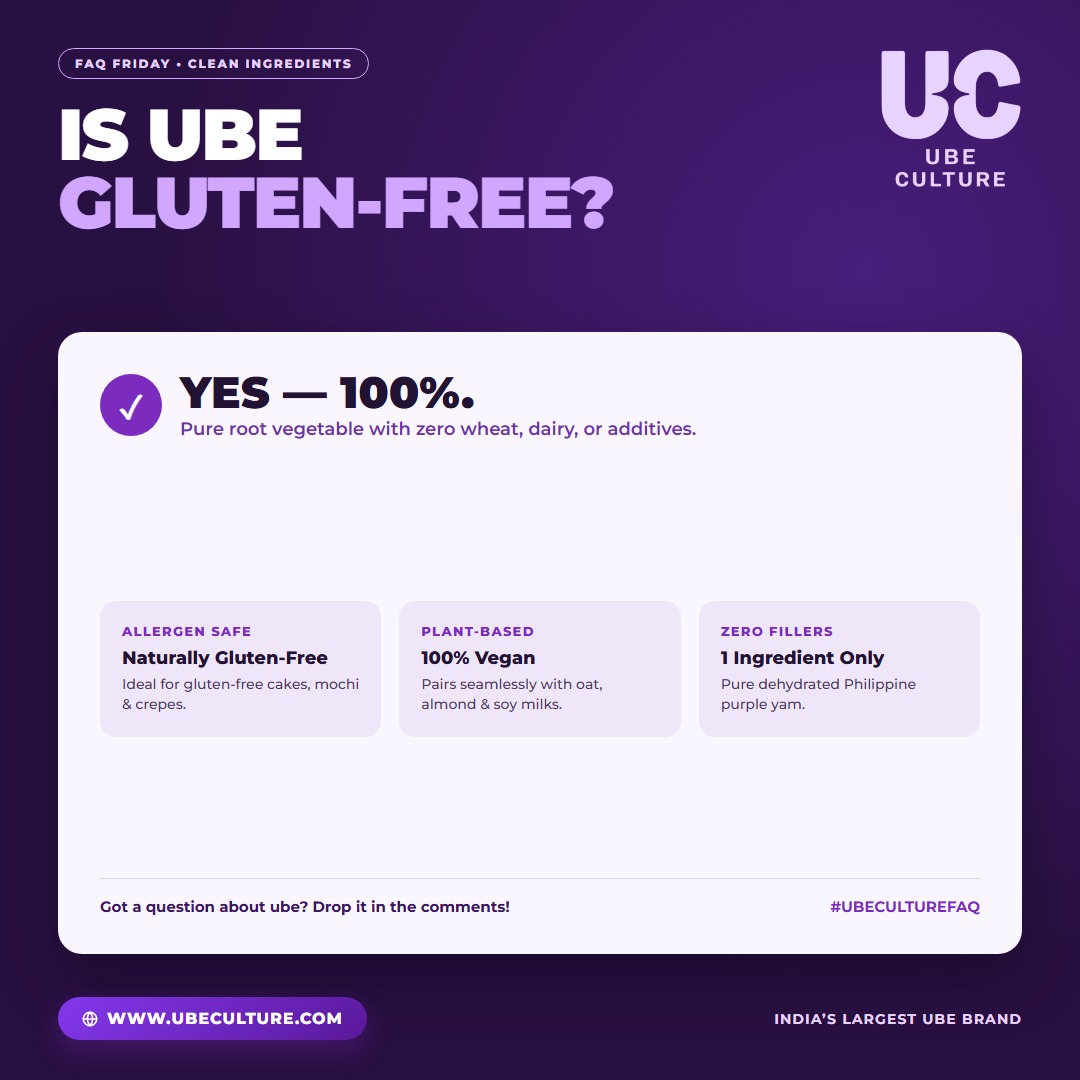 FAQ FRIDAY • CLEAN INGREDIENTS
UC
UBE
CULTURE
IS UBE
GLUTEN-FREE?
YES — 100%.
Pure root vegetable with zero wheat, dairy, or additives.
ALLERGEN SAFE
Naturally Gluten-Free
Ideal for gluten-free cakes, mochi
& crepes.
PLANT-BASED
100% Vegan
Pairs seamlessly with oat,
almond & soy milks.
ZERO FILLERS
1 Ingredient Only
Pure dehydrated Philippine
purple yam.
Got a question about ube? Drop it in the comments!
#UBECULTUREFAQ
WWW.UBECULTURE.COM
INDIA’S LARGEST UBE BRAND